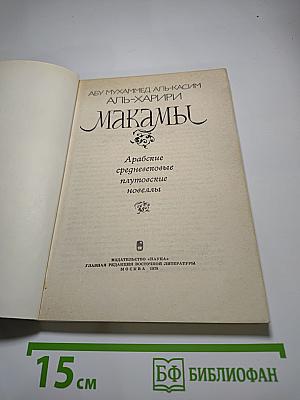 АБУ МУХАММЕД АЛЬ-КАСИМ
АЛЬ-ХАРИРИ
МАКАМЫ
Арабские
средневековые
плутовские
новеллы
ИЗДАТЕЛЬСТВО «НАУКА»
ГЛАВНАЯ РЕДАКЦИЯ ВОСТОЧНОЙ ЛИТЕРАТУРЫ
МОСКВА 1978
15 см
БФ БИБЛИОФАН